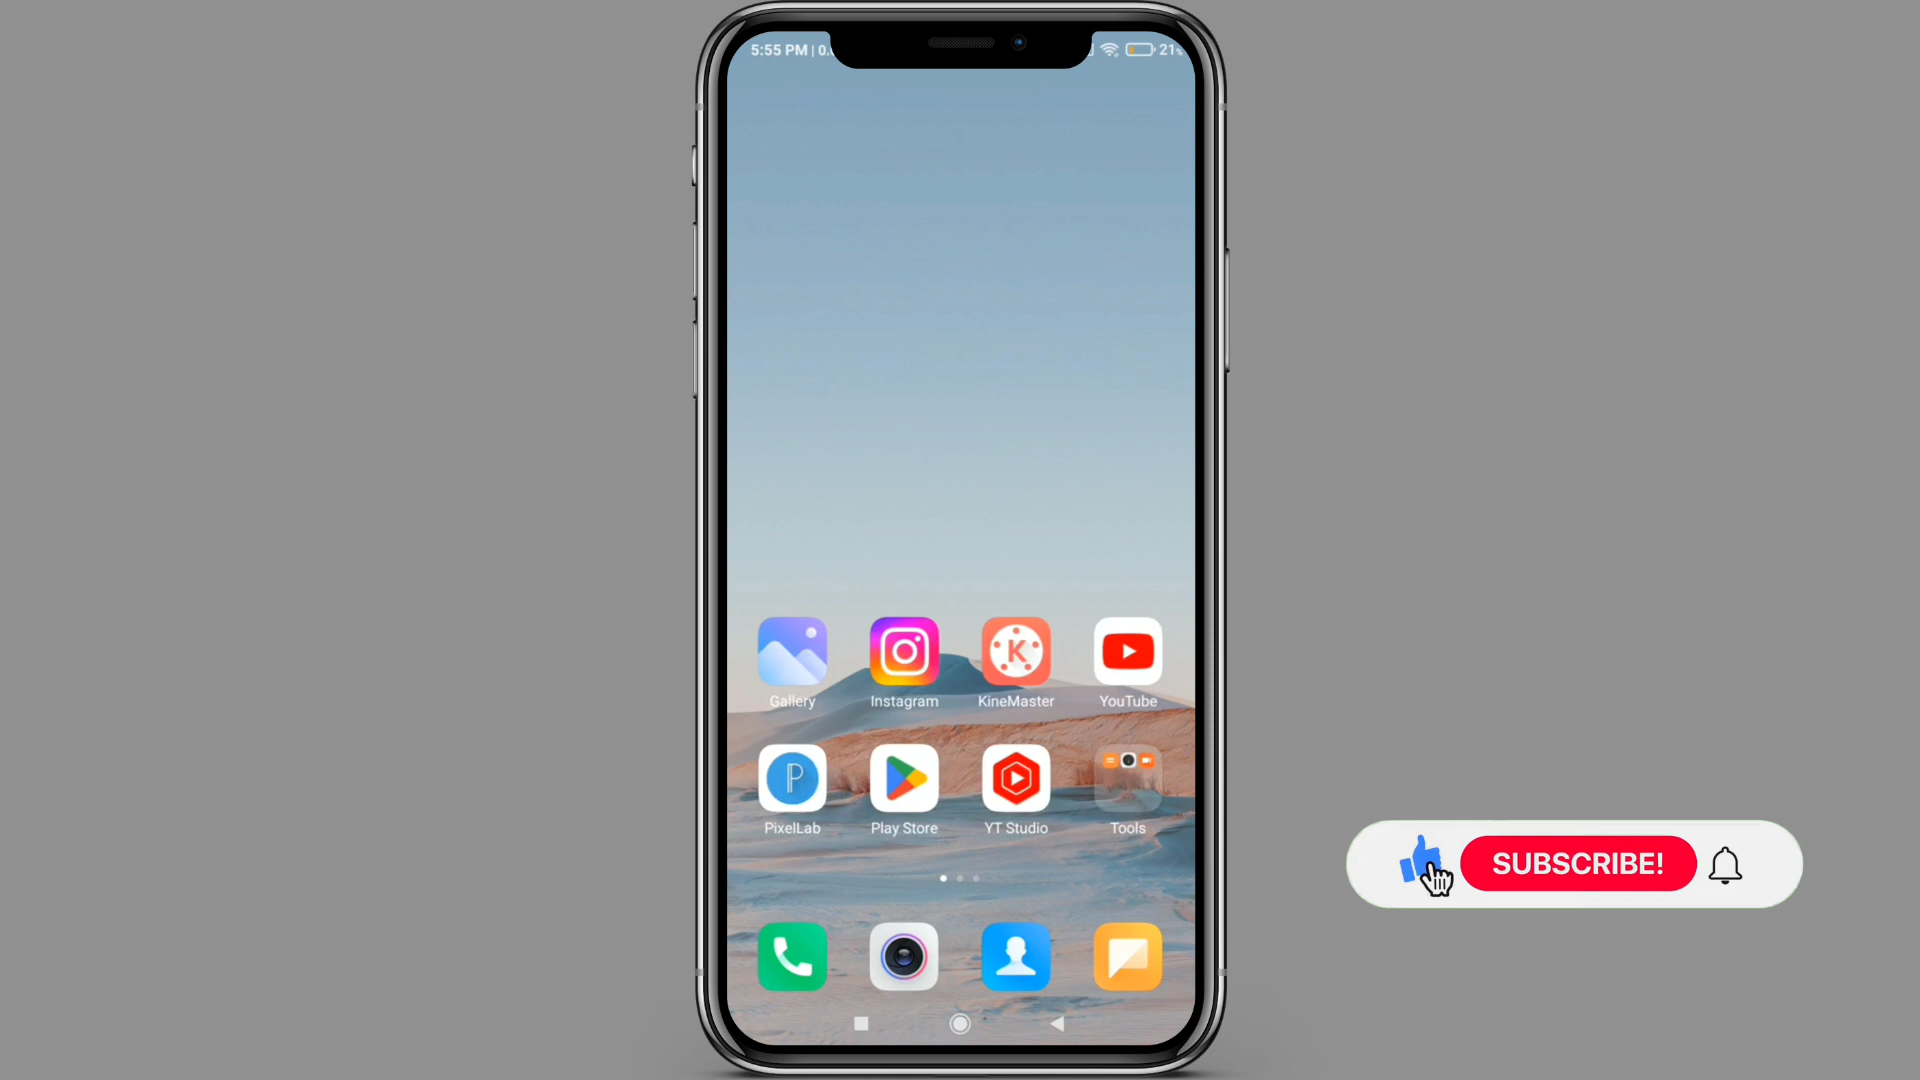 5:55 PM | 0.
21%
Gallery Instagram KineMaster YouTube
PixelLab Play Store YT Studio Tools
SUBSCRIBE!